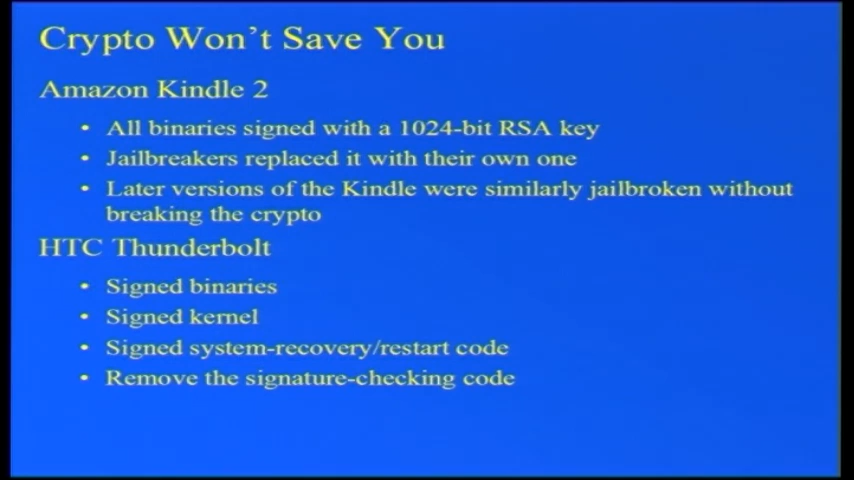 Crypto Won't Save You
Amazon Kindle 2
• All binaries signed with a 1024-bit RSA key
• Jailbreakers replaced it with their own one
• Later versions of the Kindle were similarly jailbroken without
breaking the crypto
HTC Thunderbolt
• Signed binaries
• Signed kernel
• Signed system-recovery/restart code
• Remove the signature-checking code